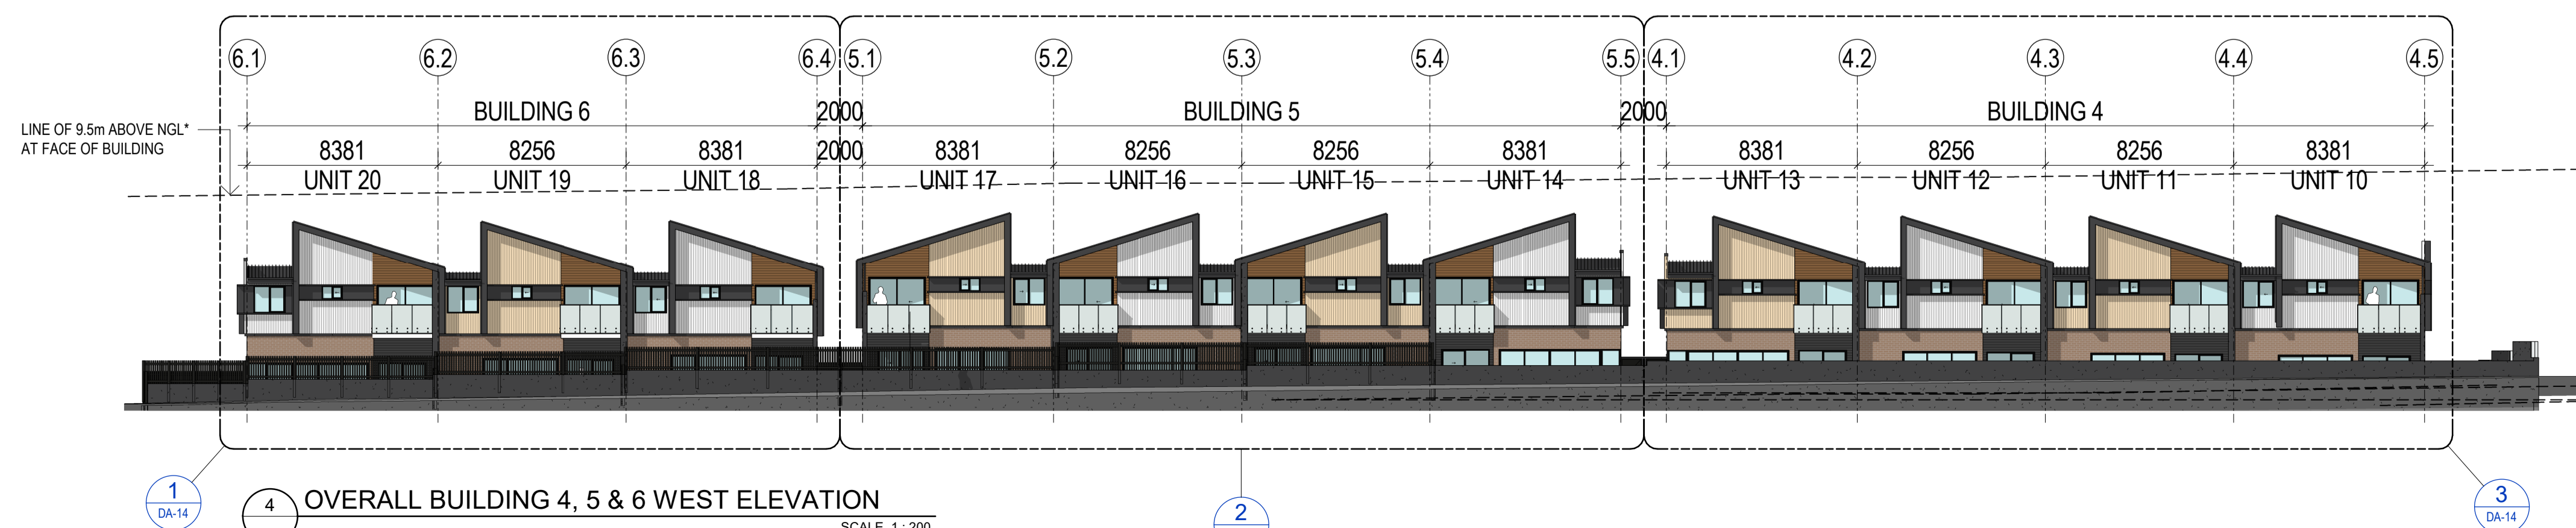 6.1 6.2 6.3 6.4 5.1 5.2 5.3 5.4 5.5 4.1 4.2 4.3 4.4 4.5
BUILDING 6 2000 BUILDING 5 2000 BUILDING 4
LINE OF 9.5m ABOVE NGL*
AT FACE OF BUILDING
8381 8256 8381 2000 8381 8256 8256 8381 8381 8256 8256 8381
UNIT 20 UNIT 19 UNIT 18 UNIT 17 UNIT 16 UNIT 15 UNIT 14 UNIT 13 UNIT 12 UNIT 11 UNIT 10
1
DA-14
4
OVERALL BUILDING 4, 5 & 6 WEST ELEVATION
SCALE 1 : 200
2
3
DA-14